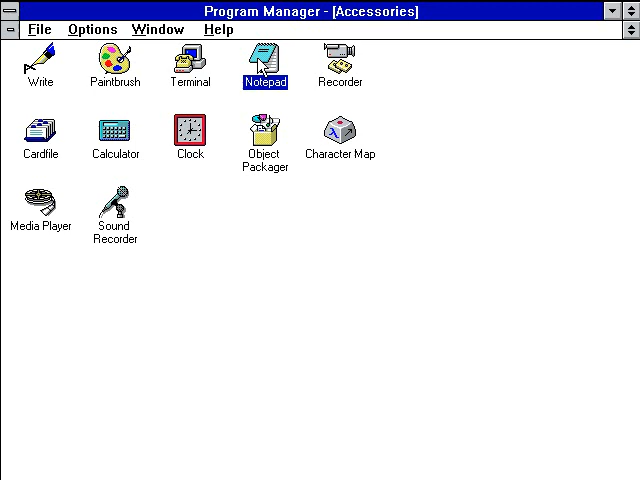 Program Manager - [Accessories]
File Options Window Help
Write Paintbrush Terminal Notepad Recorder
Cardfile Calculator Clock Object Packager Character Map
Media Player Sound Recorder